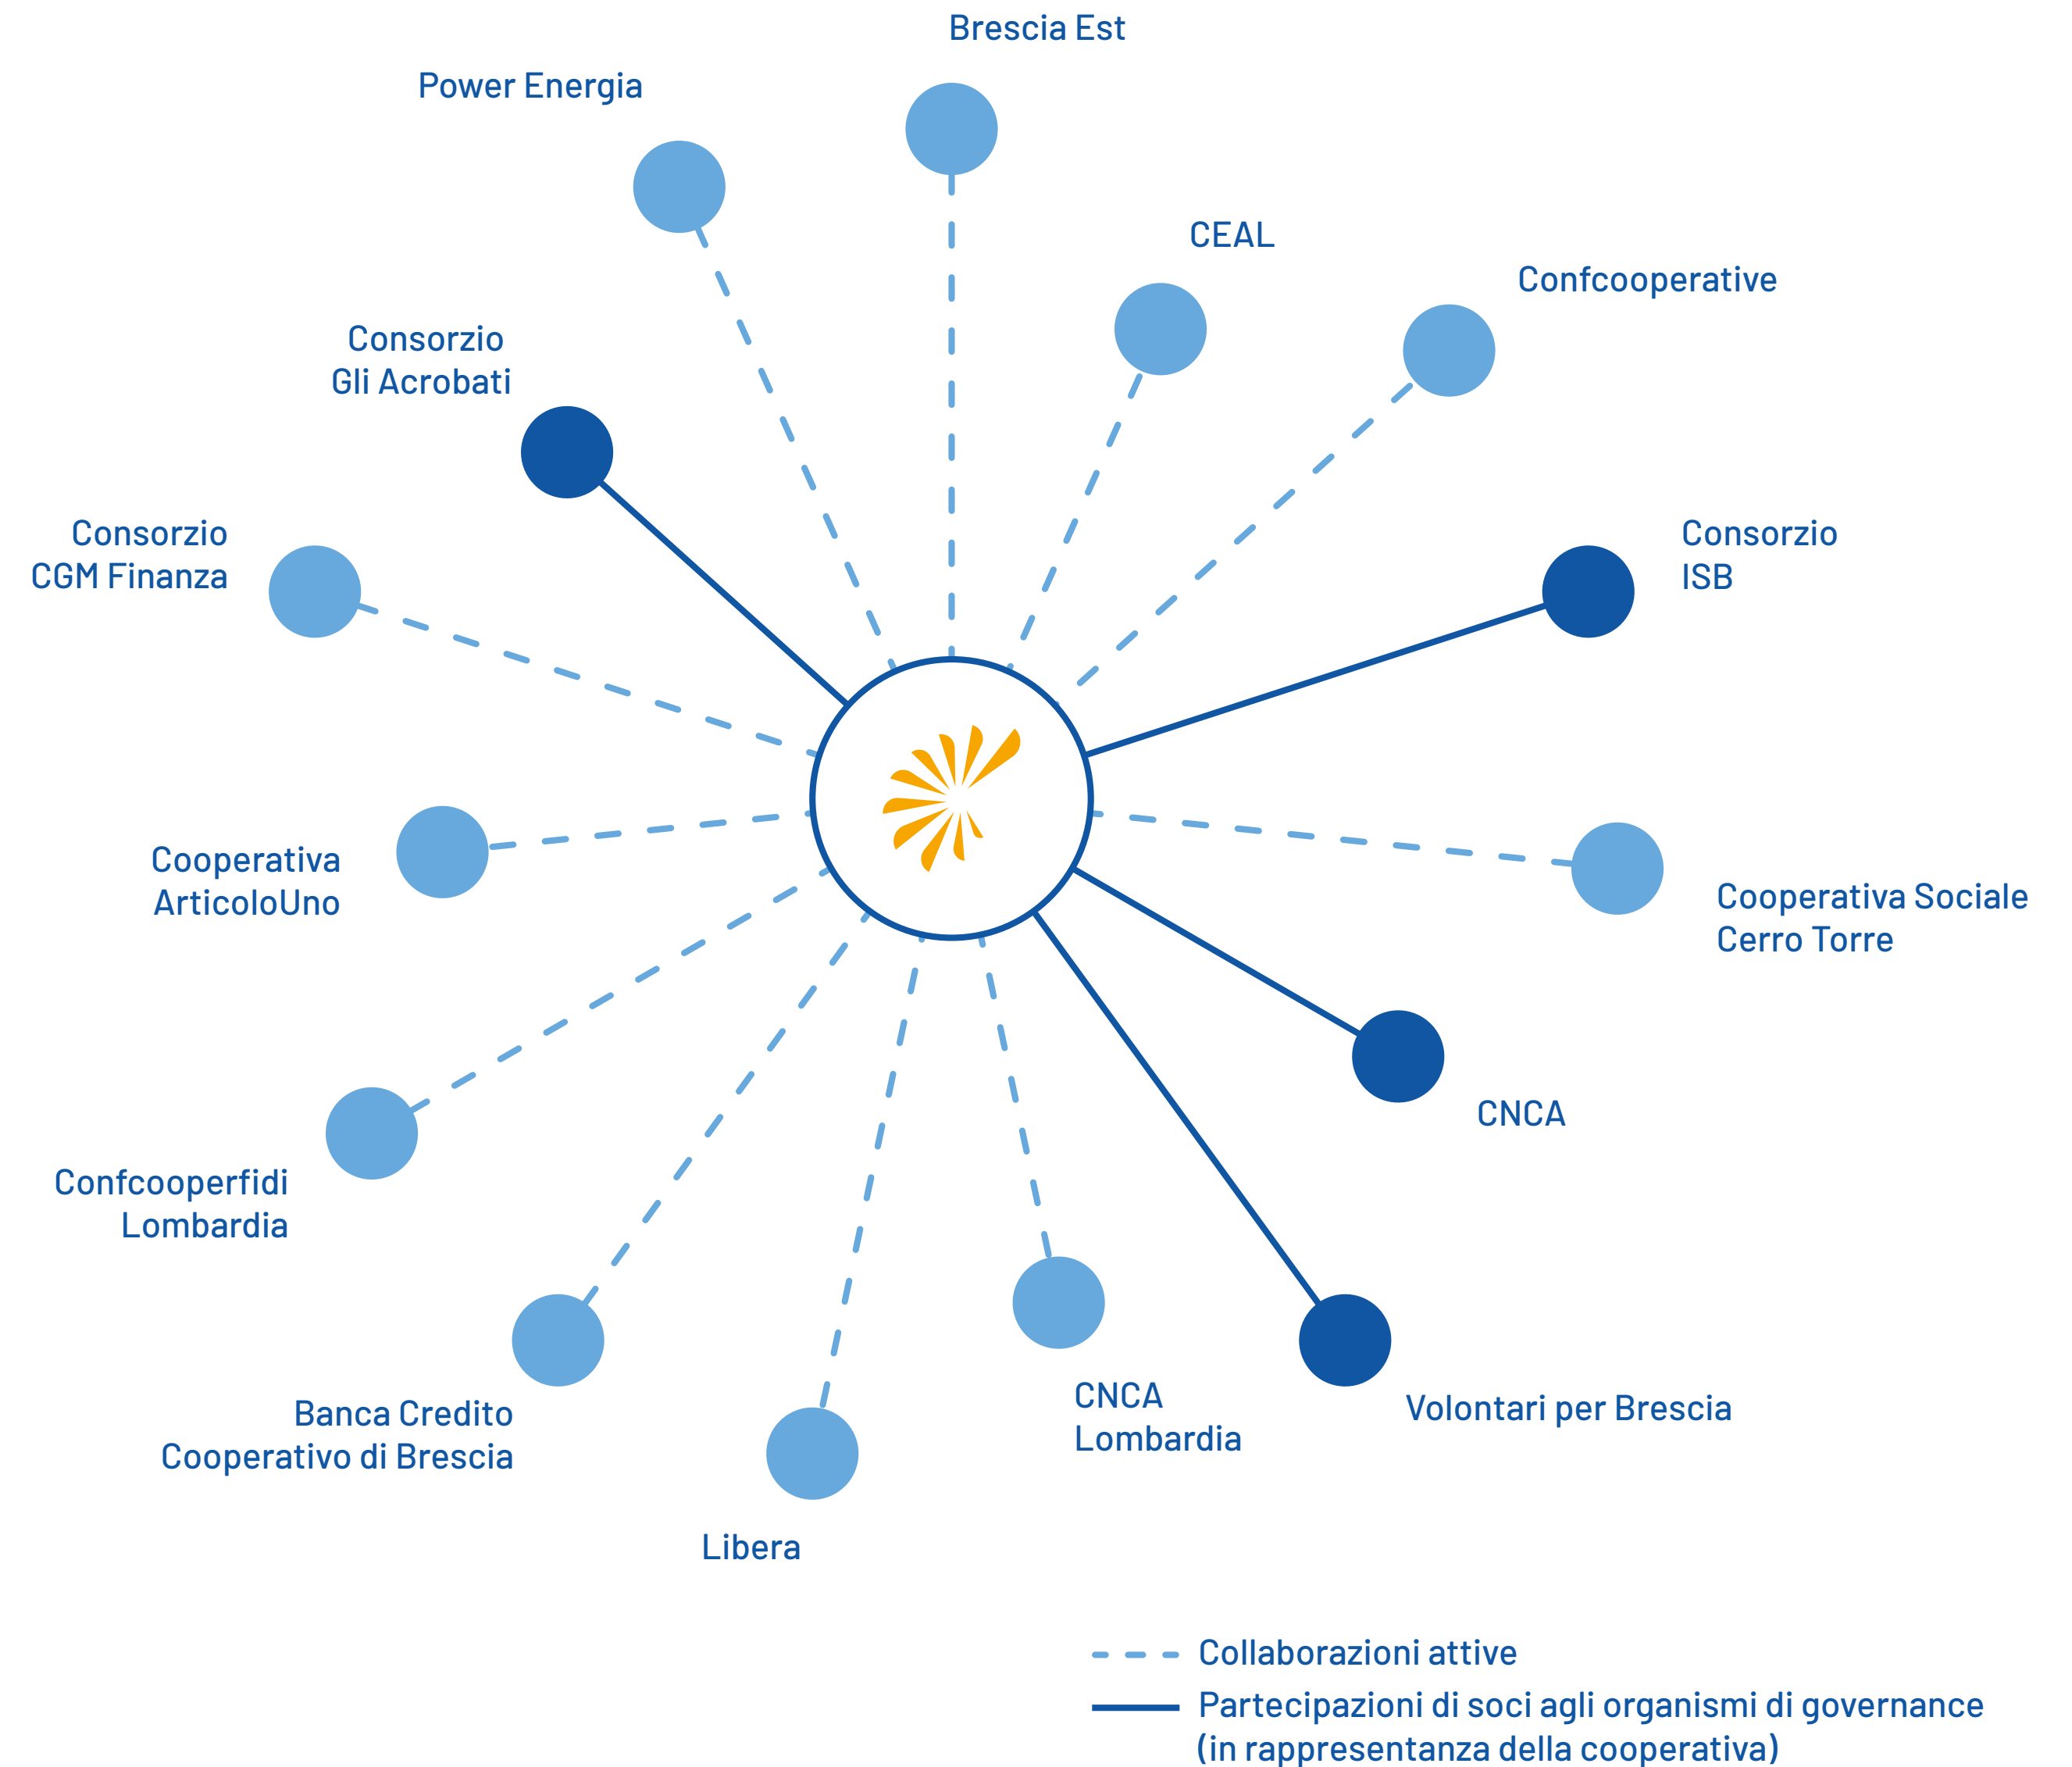 Brescia Est
Power Energia
CEAL
Confcooperative
Consorzio
Gli Acrobati
Consorzio
CGM Finanza
Consorzio
ISB
Cooperativa
ArticoloUno
Cooperativa Sociale
Cerro Torre
CNCA
Confcooperfidi
Lombardia
Banca Credito
Cooperativo di Brescia
CNCA
Lombardia
Volontari per Brescia
Libera
Collaborazioni attive
Partecipazioni di soci agli organismi di governance
(in rappresentanza della cooperativa)